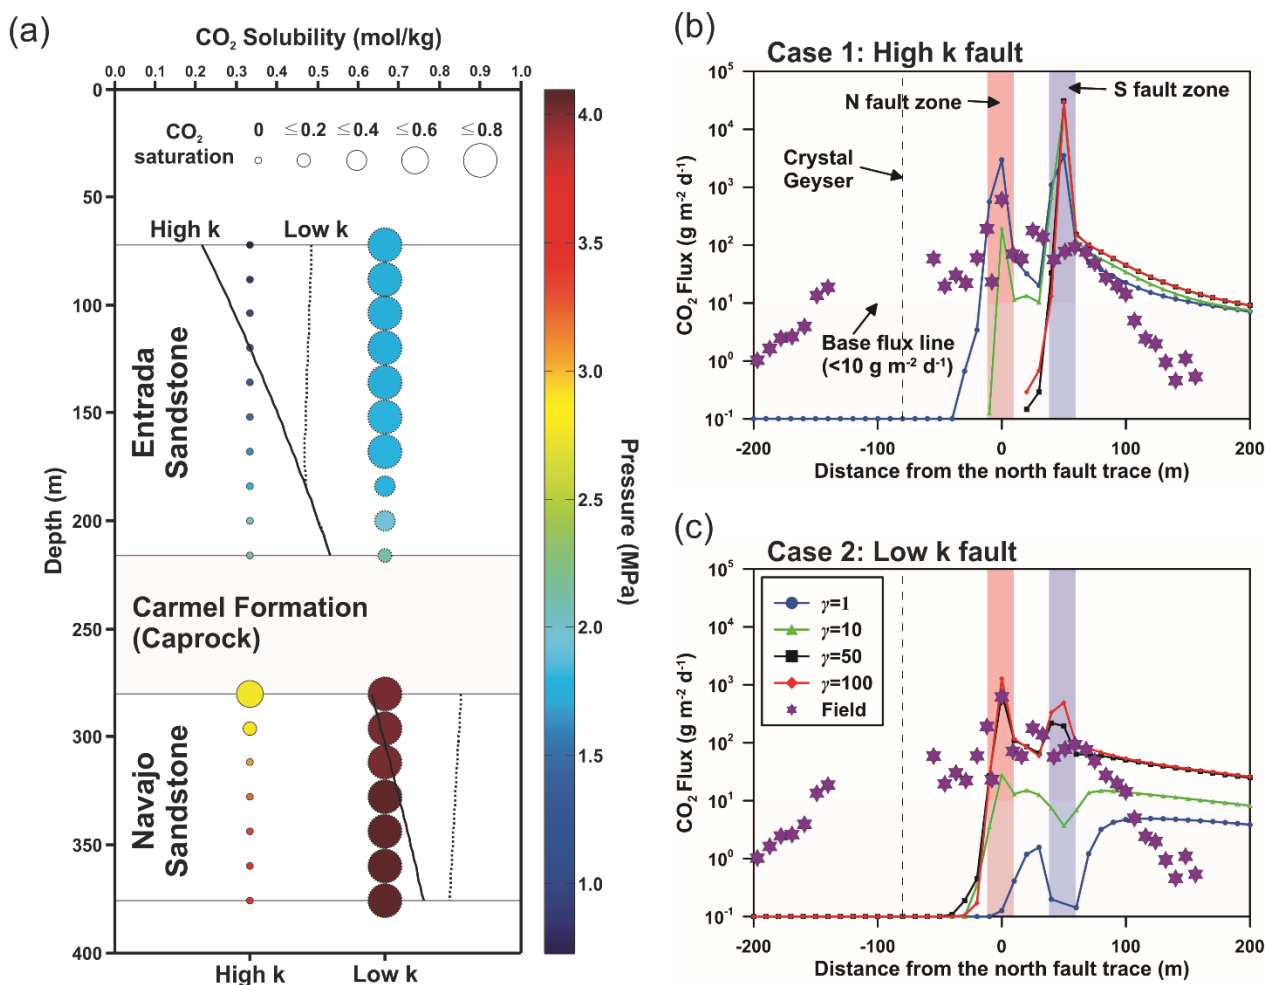 (a)
CO2 Solubility (mol/kg)
0.0 0.1 0.2 0.3 0.4 0.5 0.6 0.7 0.8 0.9 1.0
0
50
100
150
200
250
300
350
400
Depth (m)
CO2
saturation
0 ≤0.2 ≤0.4 ≤0.6 ≤0.8
High k
Low k
Entrada
Sandstone
Carmel Formation
(Caprock)
Navajo
Sandstone
High k
Low k
4.0
3.5
3.0
2.5
2.0
1.5
1.0
Pressure (MPa)
(b)
Case 1: High k fault
10^5
10^4
10^3
10^2
10^1
10^0
10^-1
CO2 Flux (g m-2 d-1)
N fault zone
S fault zone
Crystal
Geyser
Base flux line
(<10 g m-2 d-1)
-200 -100 0 100 200
Distance from the north fault trace (m)
(c)
Case 2: Low k fault
10^5
10^4
10^3
10^2
10^1
10^0
10^-1
CO2 Flux (g m-2 d-1)
γ=1
γ=10
γ=50
γ=100
Field
-200 -100 0 100 200
Distance from the north fault trace (m)